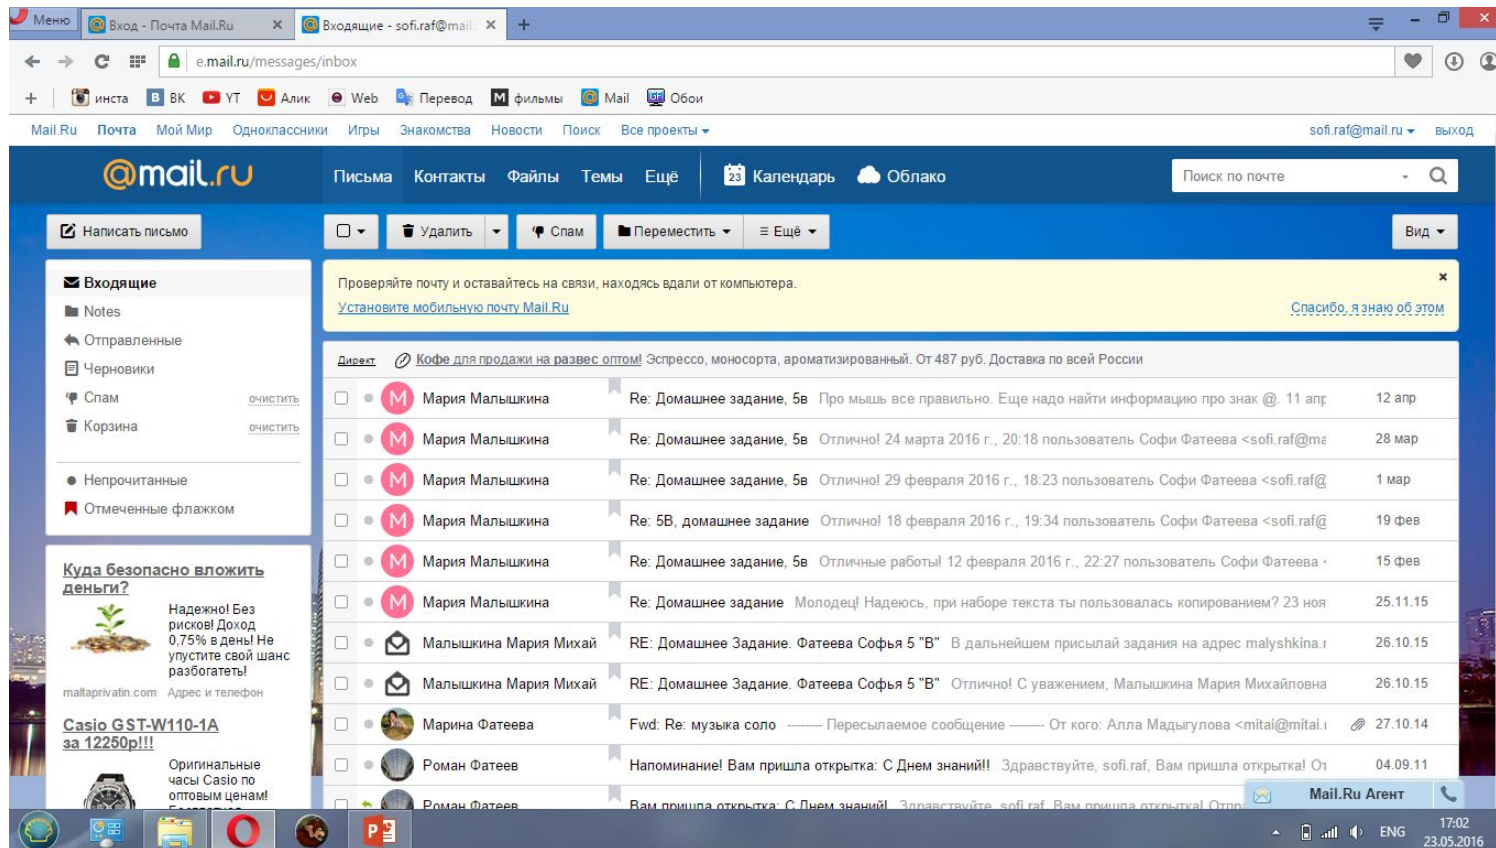 Меню Вход - Почта Mail.Ru Входящие - sofi.raf@mail.
e.mail.ru/messages/inbox
инста ВК YT Алик Web Перевод фильмы Mail Обои
Mail.Ru Почта Мой Мир Одноклассники Игры Знакомства Новости Поиск Все проекты sofi.raf@mail.ru выход
@mail.ru Письма Контакты Файлы Темы Ещё 23 Календарь Облако Поиск по почте
Написать письмо Удалить Спам Переместить Ещё Вид
Входящие
Notes
Отправленные
Черновики
Спам очистить
Корзина очистить
Непрочитанные
Отмеченные флажком
Куда безопасно вложить
деньги?
Надежно! Без
рисков! Доход
0,75% в день! Не
упустите свой шанс
разбогатеть!
maltaprivatin.com Адрес и телефон
Casio GST-W110-1A
за 12250р!!!
Оригинальные
часы Casio по
оптовым ценам!
Проверяйте почту и оставайтесь на связи, находясь вдали от компьютера.
Установите мобильную почту Mail.Ru Спасибо, я знаю об этом
Директ Кофе для продажи на развес оптом! Эспрессо, моносорта, ароматизированный. От 487 руб. Доставка по всей России
М Мария Малышкина Re: Домашнее задание, 5в Про мышь все правильно. Еще надо найти информацию про знак @. 11 апр 12 апр
М Мария Малышкина Re: Домашнее задание, 5в Отлично! 24 марта 2016 г., 20:18 пользователь Софи Фатеева <sofi.raf@ma 28 мар
М Мария Малышкина Re: Домашнее задание, 5в Отлично! 29 февраля 2016 г., 18:23 пользователь Софи Фатеева <sofi.raf@ 1 мар
М Мария Малышкина Re: 5В, домашнее задание Отлично! 18 февраля 2016 г., 19:34 пользователь Софи Фатеева <sofi.raf@ 19 фев
М Мария Малышкина Re: Домашнее задание, 5в Отличные работы! 12 февраля 2016 г., 22:27 пользователь Софи Фатеева 15 фев
М Мария Малышкина Re: Домашнее задание Молодец! Надеюсь, при наборе текста ты пользовалась копированием? 23 ноя 25.11.15
Малышкина Мария Михай RE: Домашнее Задание. Фатеева Софья 5 "В" В дальнейшем присылай задания на адрес malyshkina. 26.10.15
Малышкина Мария Михай RE: Домашнее Задание. Фатеева Софья 5 "В" Отлично! С уважением, Малышкина Мария Михайловна 26.10.15
Марина Фатеева Fwd: Re: музыка соло -------- Пересылаемое сообщение -------- От кого: Алла Мадыгулова <mitai@mitai. 27.10.14
Роман Фатеев Напоминание! Вам пришла открытка: С Днем знаний!! Здравствуйте, sofi.raf, Вам пришла открытка! От 04.09.11
Роман Фатеев Вам пришла открытка: С Днем знаний! Здравствуйте, sofi.raf, Вам пришла открытка!
Mail.Ru Агент
ENG 17:02
23.05.2016